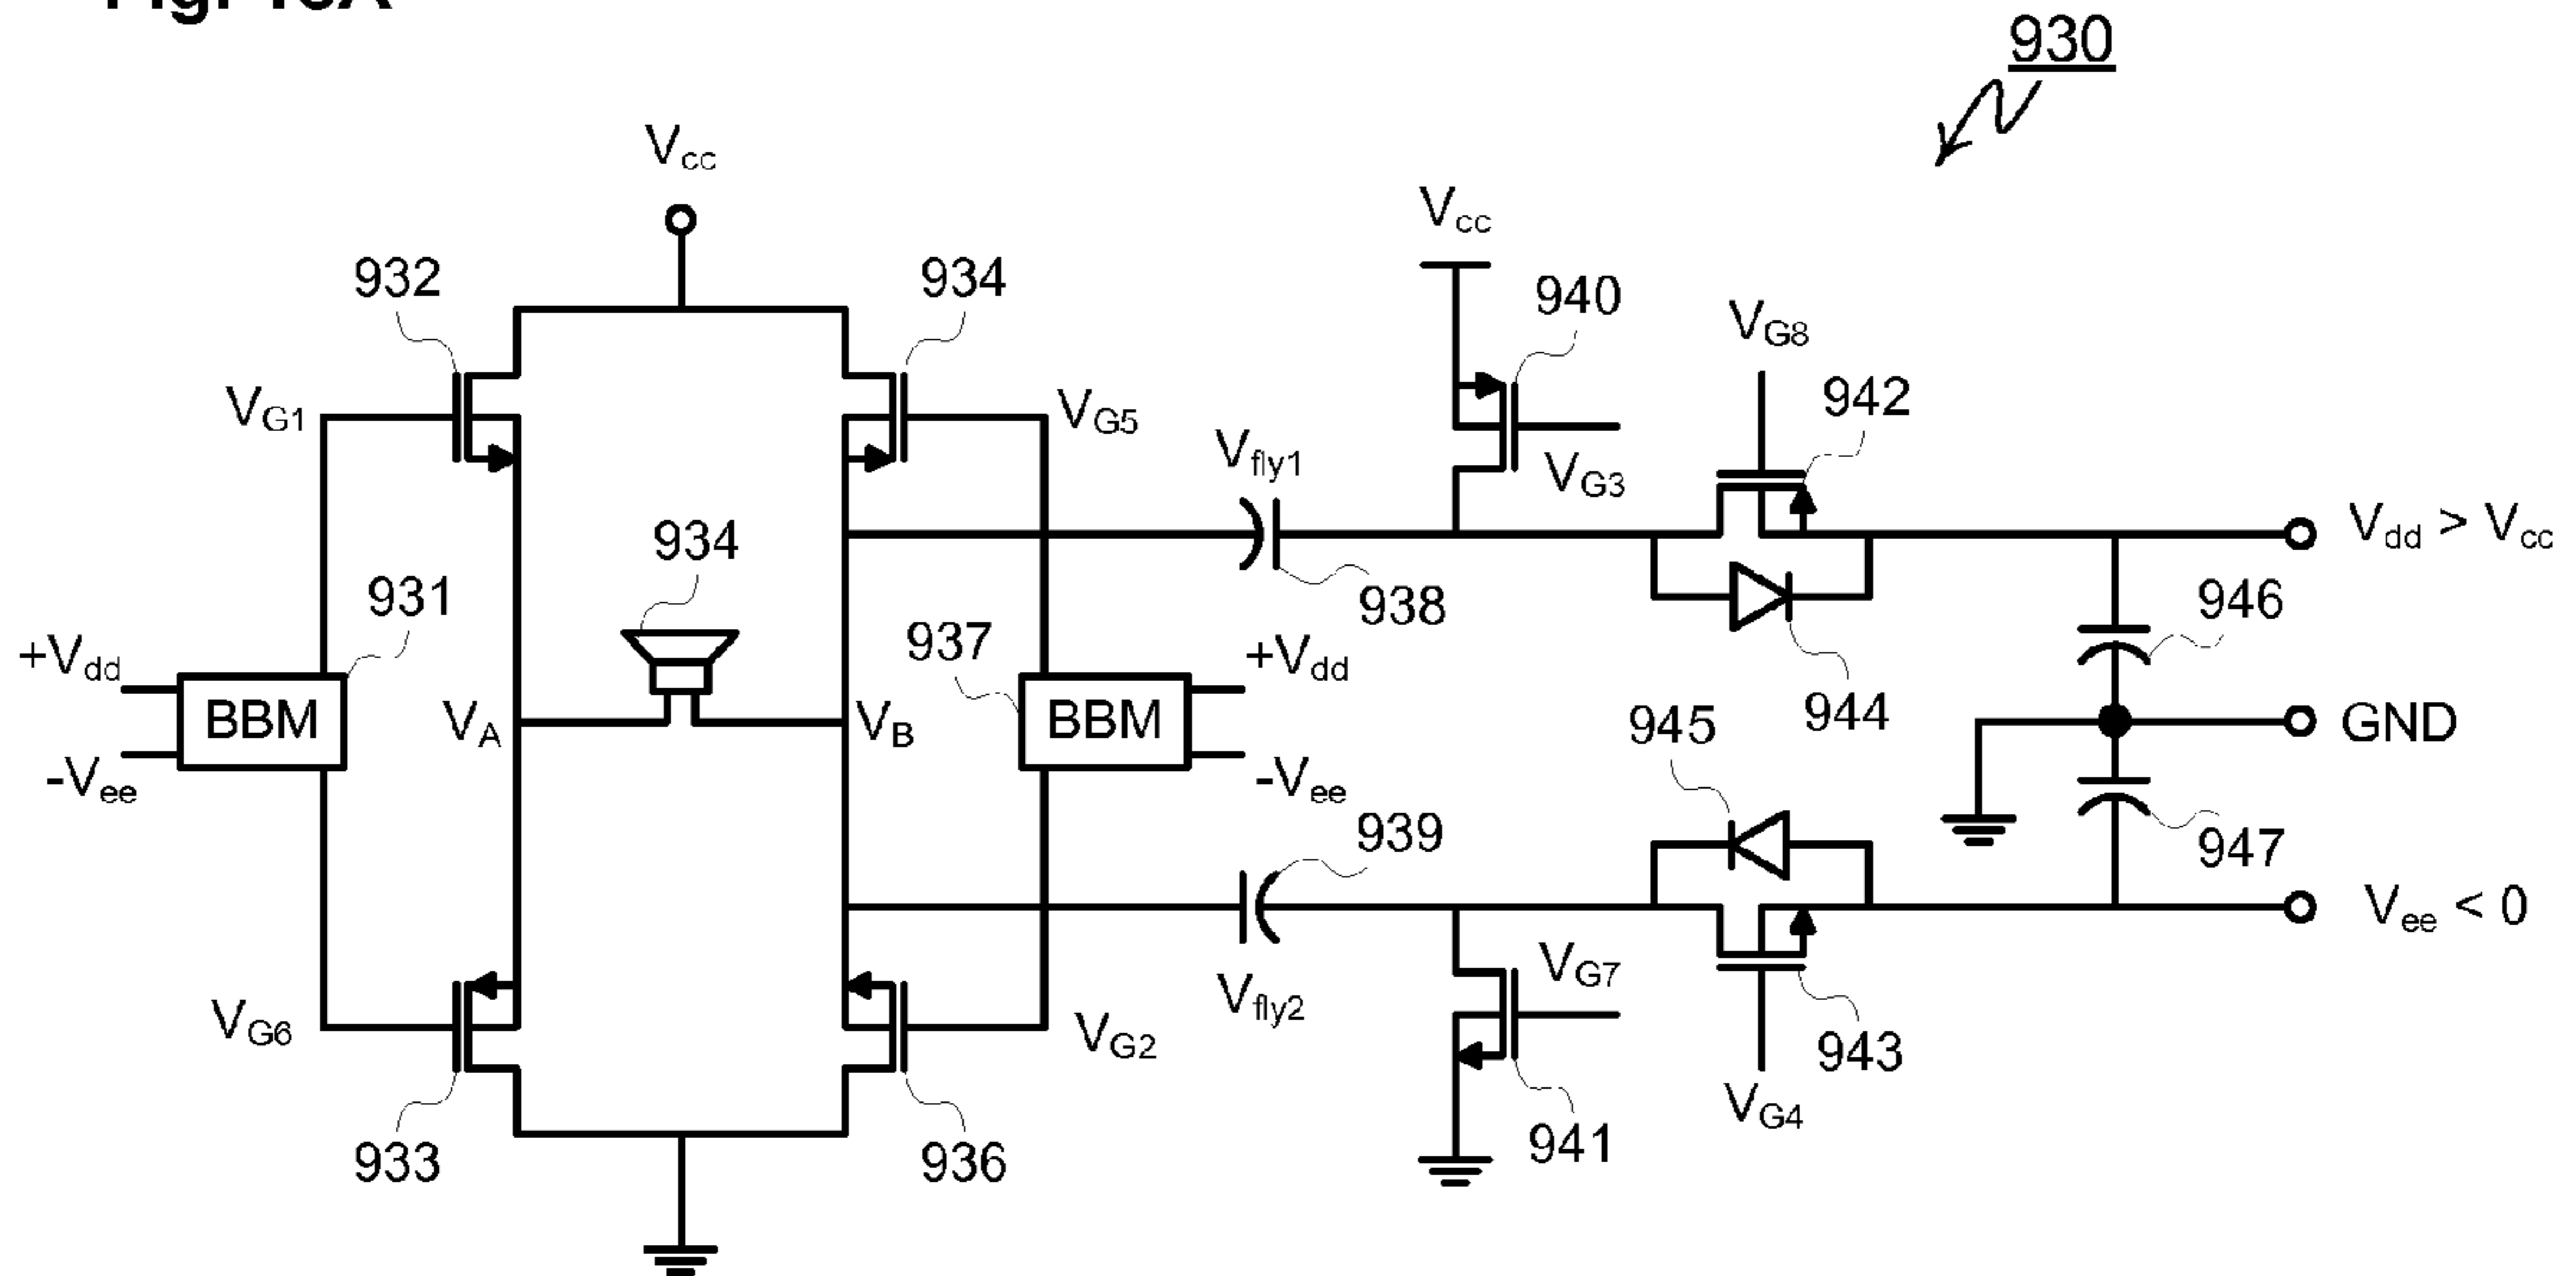 930
Vcc
Vcc
932
934
940
VG8
942
VG1
VG5
Vfly1
VG3
Vdd > Vcc
934
938
946
931
937
+Vdd
+Vdd
944
BBM
VA
VB
BBM
945
GND
-Vee
-Vee
939
947
VG7
Vee < 0
VG6
Vfly2
VG2
943
VG4
933
936
941